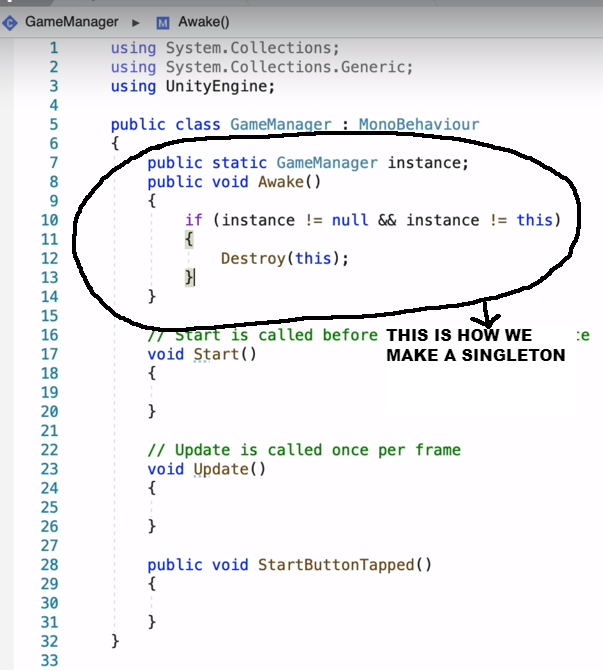 GameManager ▸ M Awake()
1 using System.Collections;
2 using System.Collections.Generic;
3 using UnityEngine;
4
5 public class GameManager : MonoBehaviour
6 {
7 public static GameManager instance;
8 public void Awake()
9 {
10 if (instance != null && instance != this)
11 {
12 Destroy(this);
13 }
14 }
15
16 // Start is called before
THIS IS HOW WE
MAKE A SINGLETON
17 void Start()
18 {
19
20 }
21
22 // Update is called once per frame
23 void Update()
24 {
25
26 }
27
28 public void StartButtonTapped()
29 {
30
31 }
32 }
33